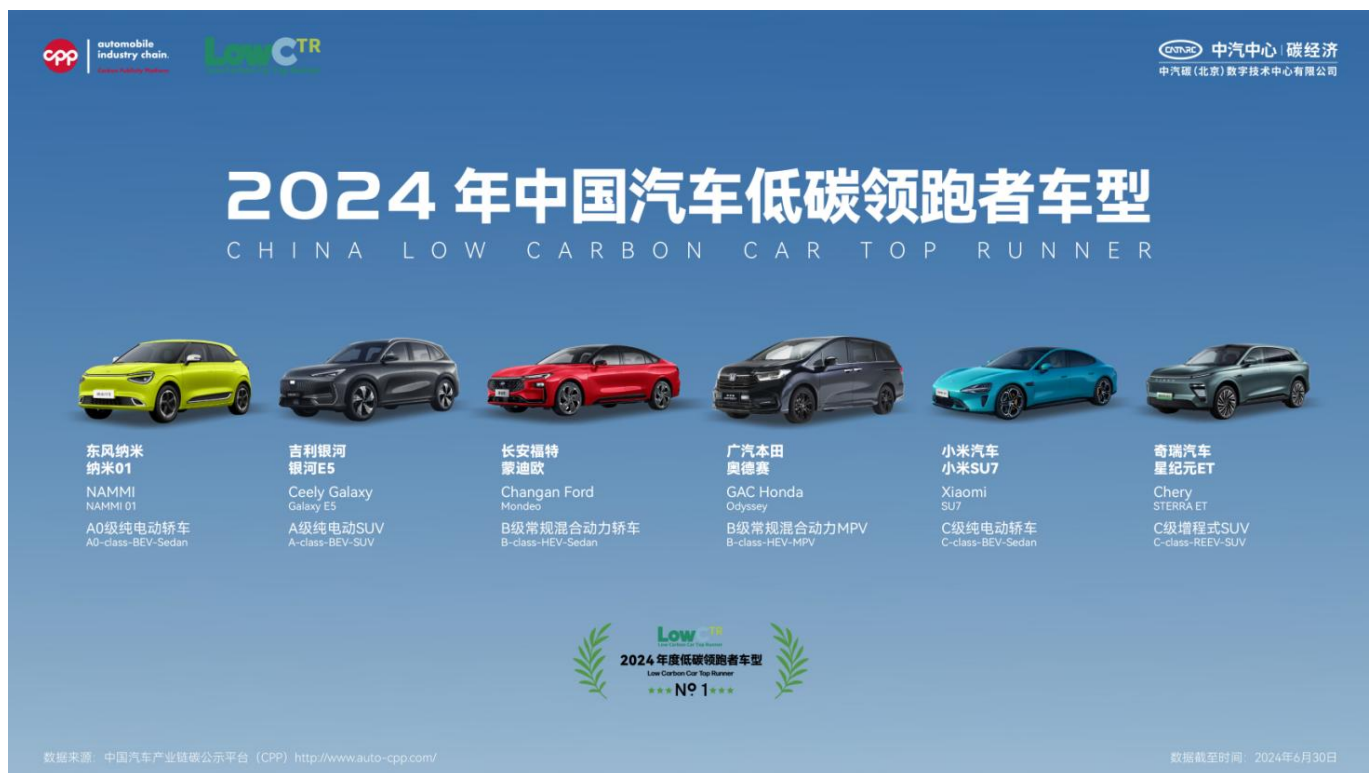 cpp
automobile
industry chain.
Carbon Publicity Platform
LowCTR
CATARC 中汽中心 | 碳经济
中汽碳(北京)数字技术中心有限公司
2024 年中国汽车低碳领跑者车型
CHINA LOW CARBON CAR TOP RUNNER
东风纳米
纳米01
NAMMI
NAMMI 01
A0级纯电动轿车
A0-class-BEV-Sedan
吉利银河
银河E5
Ceely Galaxy
Galaxy E5
A级纯电动SUV
A-class-BEV-SUV
长安福特
蒙迪欧
Changan Ford
Mondeo
B级常规混合动力轿车
B-class-HEV-Sedan
广汽本田
奥德赛
GAC Honda
Odyssey
B级常规混合动力MPV
B-class-HEV-MPV
小米汽车
小米SU7
Xiaomi
SU7
C级纯电动轿车
C-class-BEV-Sedan
奇瑞汽车
星纪元ET
Chery
STERRA ET
C级增程式SUV
C-class-REEV-SUV
LowCTR
Low Carbon Car Top Runner
2024 年度低碳领跑者车型
Low Carbon Car Top Runner
★★★ Nº 1 ★★★
数据来源:中国汽车产业链碳公示平台(CPP)http://www.auto-cpp.com/
数据截至时间:2024年6月30日